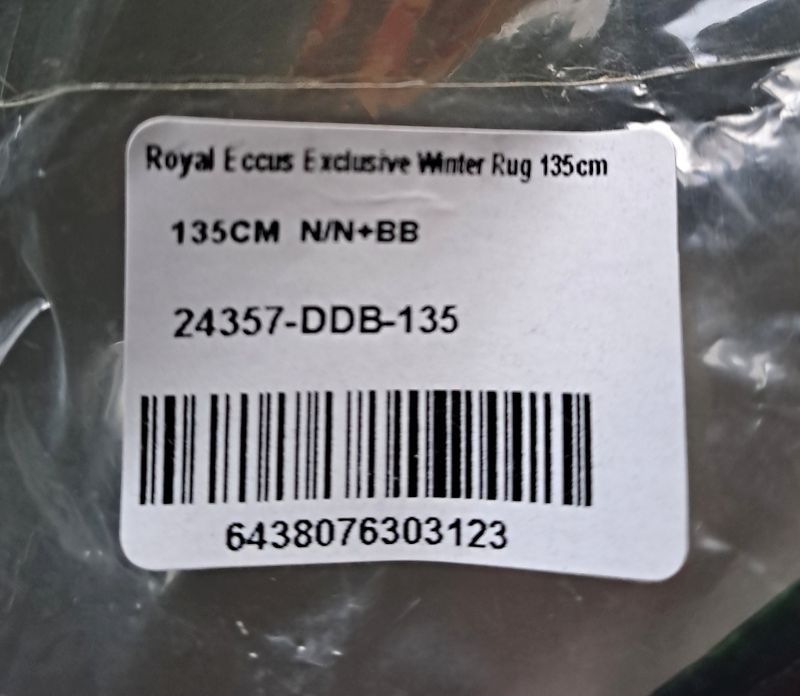 Royal Eccus Exclusive Winter Rug 135cm
135CM N/N+BB
24357-DDB-135
6438076303123